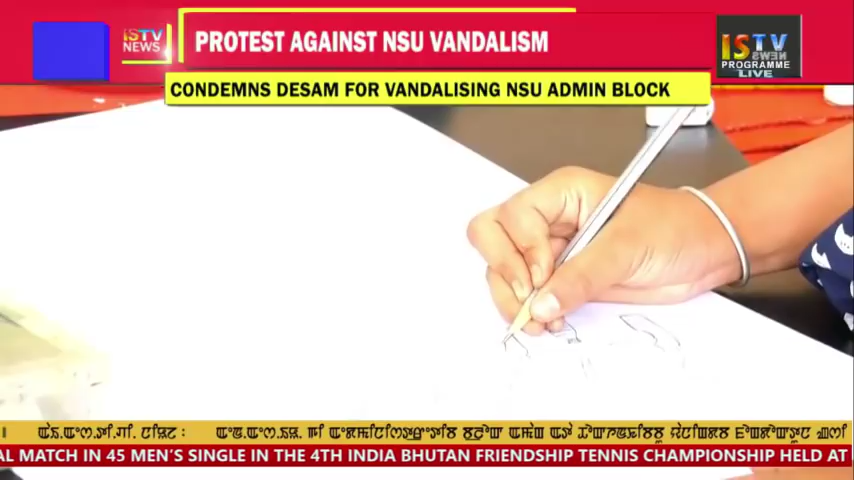 ISTV
NEWS
PROTEST AGAINST NSU VANDALISM
ISTV
NEWS
PROGRAMME
LIVE
CONDEMNS DESAM FOR VANDALISING NSU ADMIN BLOCK
AL MATCH IN 45 MEN'S SINGLE IN THE 4TH INDIA BHUTAN FRIENDSHIP TENNIS CHAMPIONSHIP HELD AT